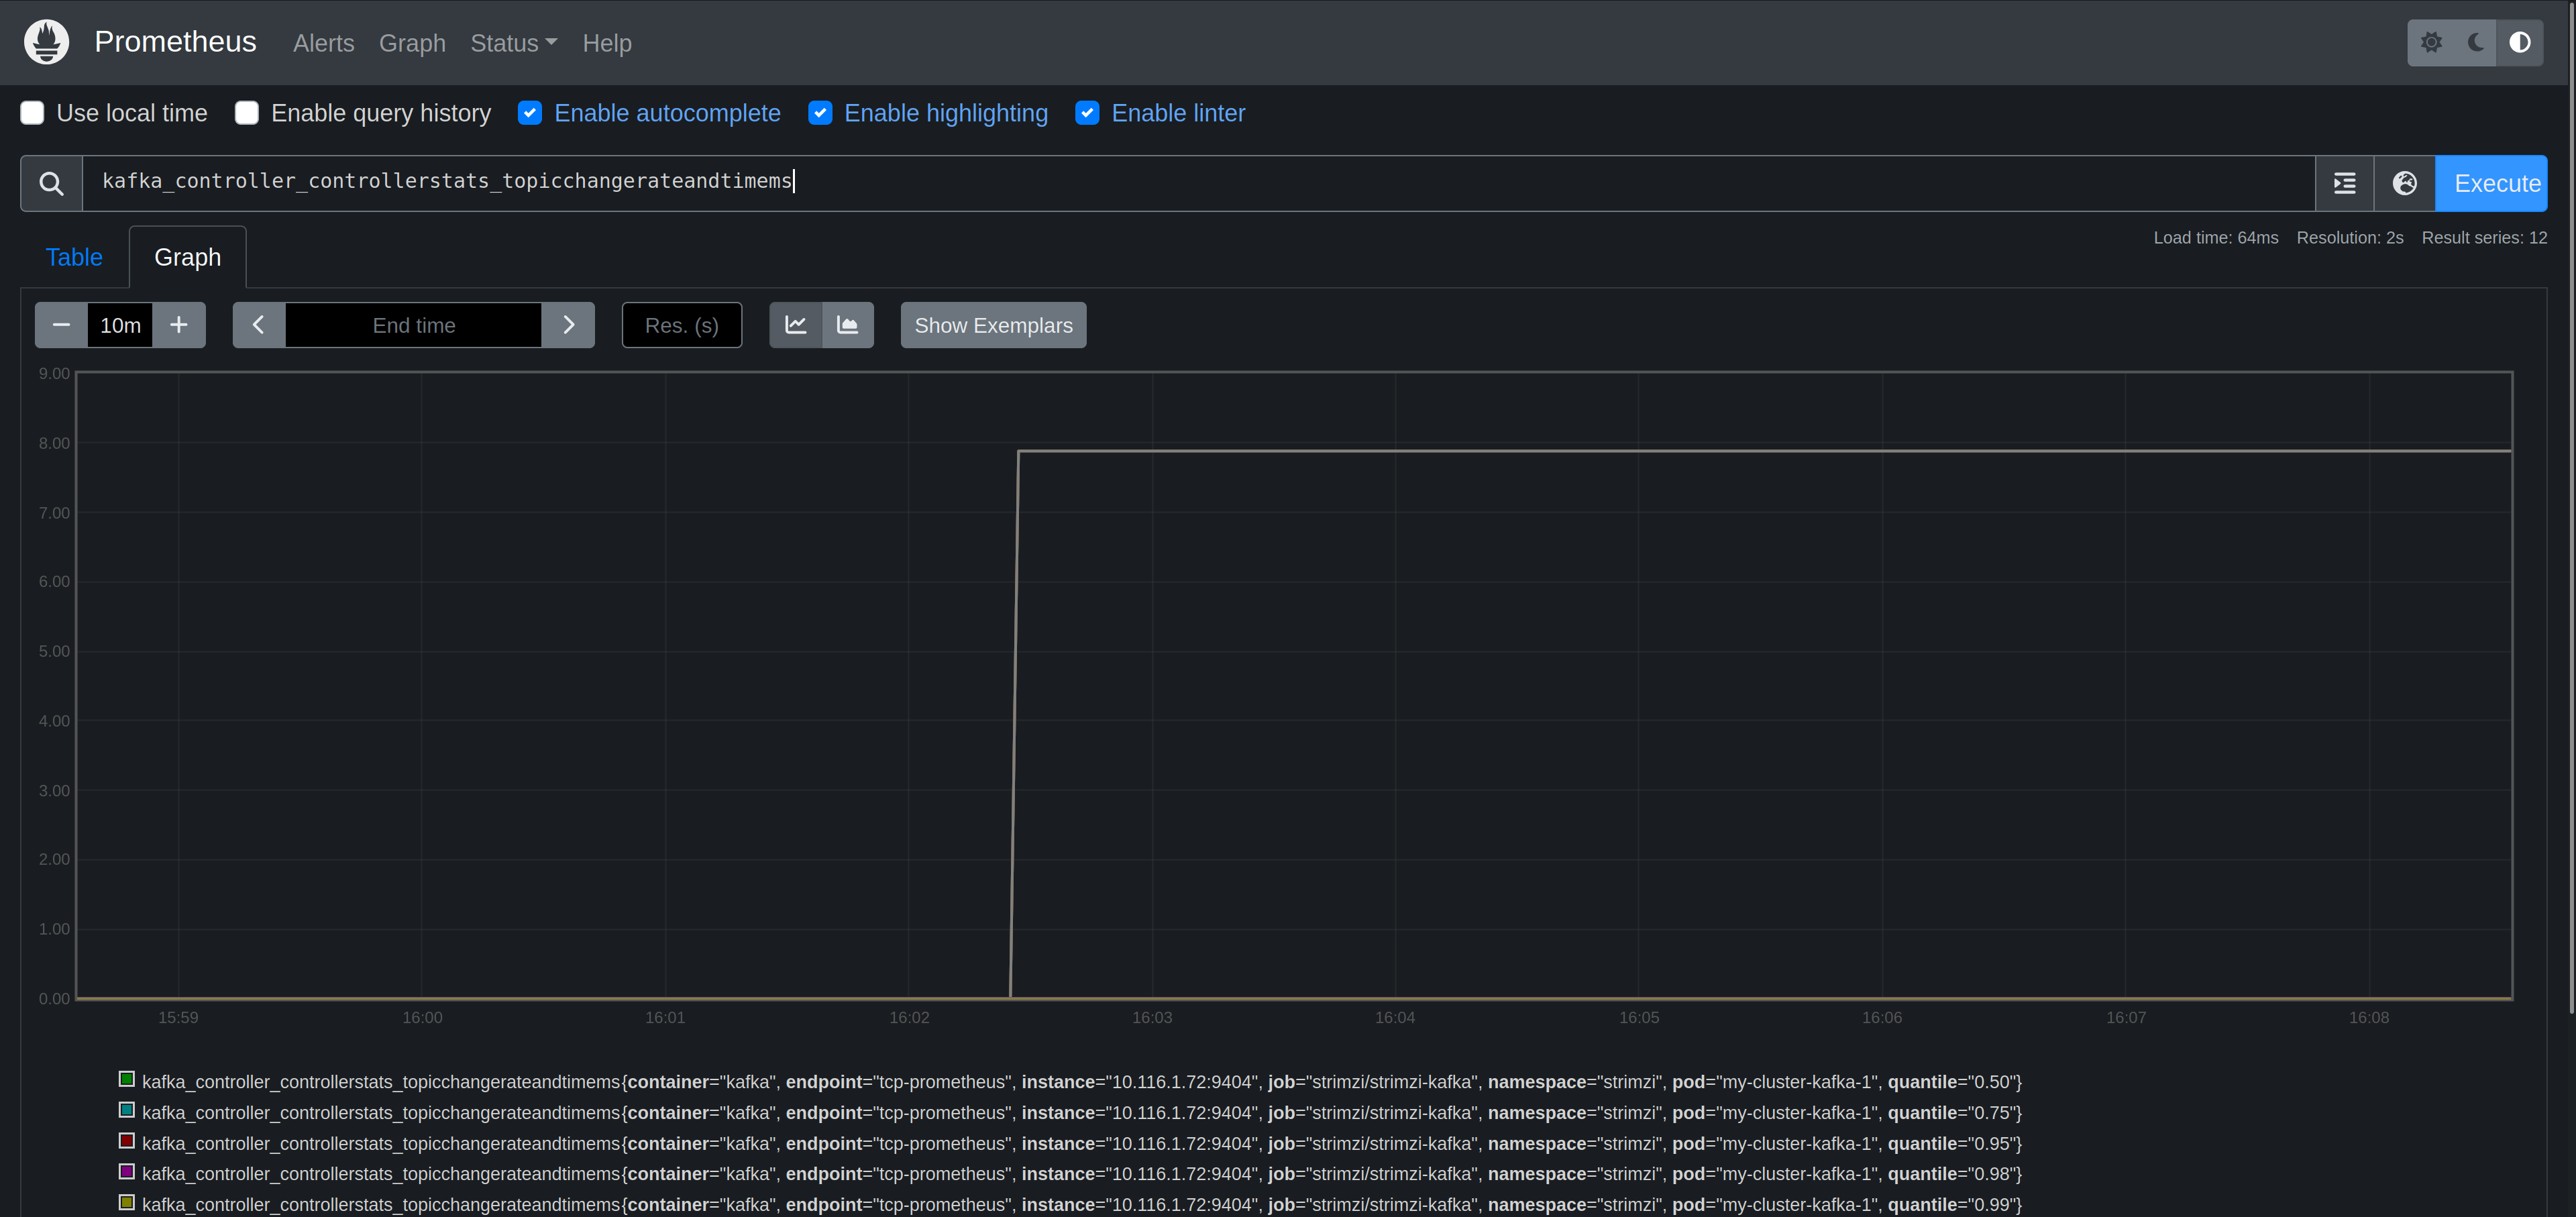 Prometheus Alerts Graph Status Help
Use local time Enable query history Enable autocomplete Enable highlighting Enable linter
kafka_controller_controllerstats_topicchangerateandtimems Execute
Load time: 64ms Resolution: 2s Result series: 12
Table Graph
10m End time Res. (s) Show Exemplars
9.00
8.00
7.00
6.00
5.00
4.00
3.00
2.00
1.00
0.00
15:59 16:00 16:01 16:02 16:03 16:04 16:05 16:06 16:07 16:08
kafka_controller_controllerstats_topicchangerateandtimems{container="kafka", endpoint="tcp-prometheus", instance="10.116.1.72:9404", job="strimzi/strimzi-kafka", namespace="strimzi", pod="my-cluster-kafka-1", quantile="0.50"}
kafka_controller_controllerstats_topicchangerateandtimems{container="kafka", endpoint="tcp-prometheus", instance="10.116.1.72:9404", job="strimzi/strimzi-kafka", namespace="strimzi", pod="my-cluster-kafka-1", quantile="0.75"}
kafka_controller_controllerstats_topicchangerateandtimems{container="kafka", endpoint="tcp-prometheus", instance="10.116.1.72:9404", job="strimzi/strimzi-kafka", namespace="strimzi", pod="my-cluster-kafka-1", quantile="0.95"}
kafka_controller_controllerstats_topicchangerateandtimems{container="kafka", endpoint="tcp-prometheus", instance="10.116.1.72:9404", job="strimzi/strimzi-kafka", namespace="strimzi", pod="my-cluster-kafka-1", quantile="0.98"}
kafka_controller_controllerstats_topicchangerateandtimems{container="kafka", endpoint="tcp-prometheus", instance="10.116.1.72:9404", job="strimzi/strimzi-kafka", namespace="strimzi", pod="my-cluster-kafka-1", quantile="0.99"}